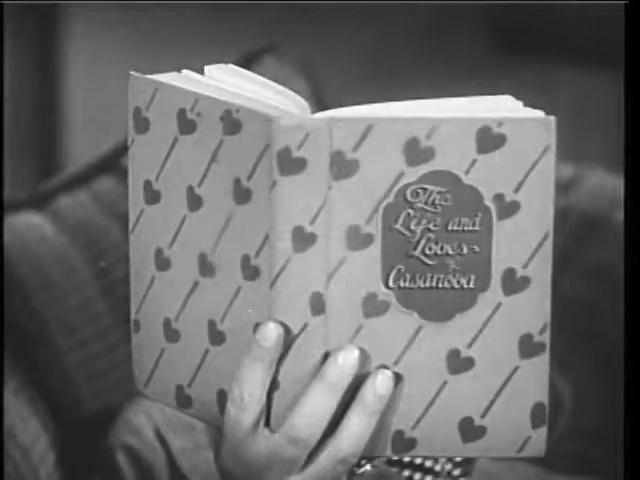 The
Life and
Loves
of
Casanova